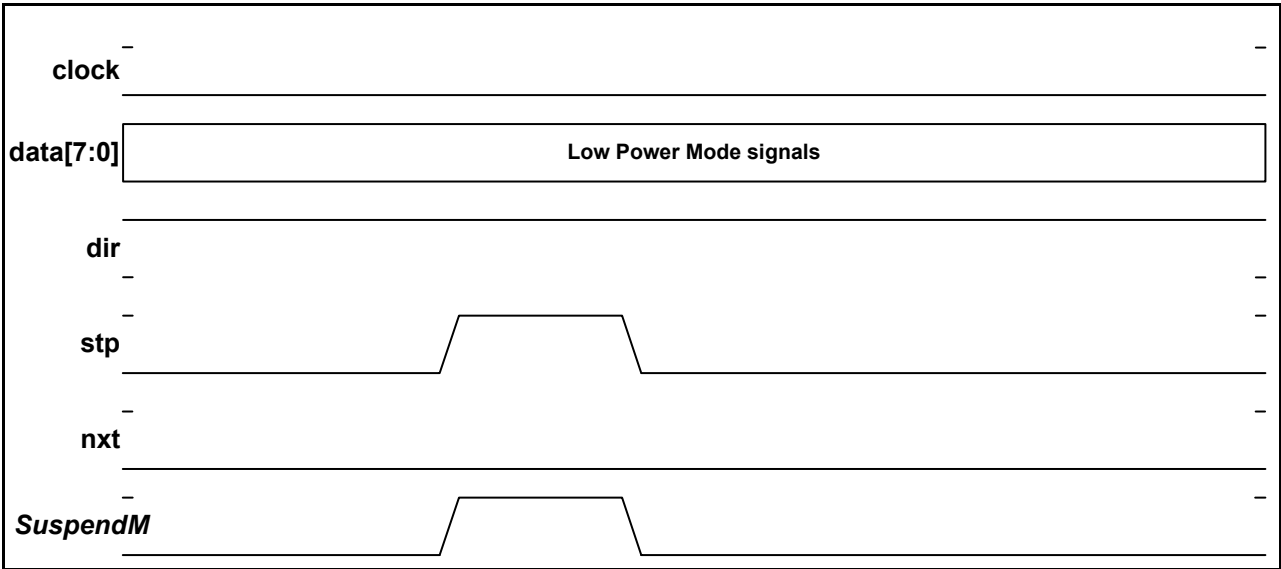 clock
data[7:0]
Low Power Mode signals
dir
stp
nxt
SuspendM